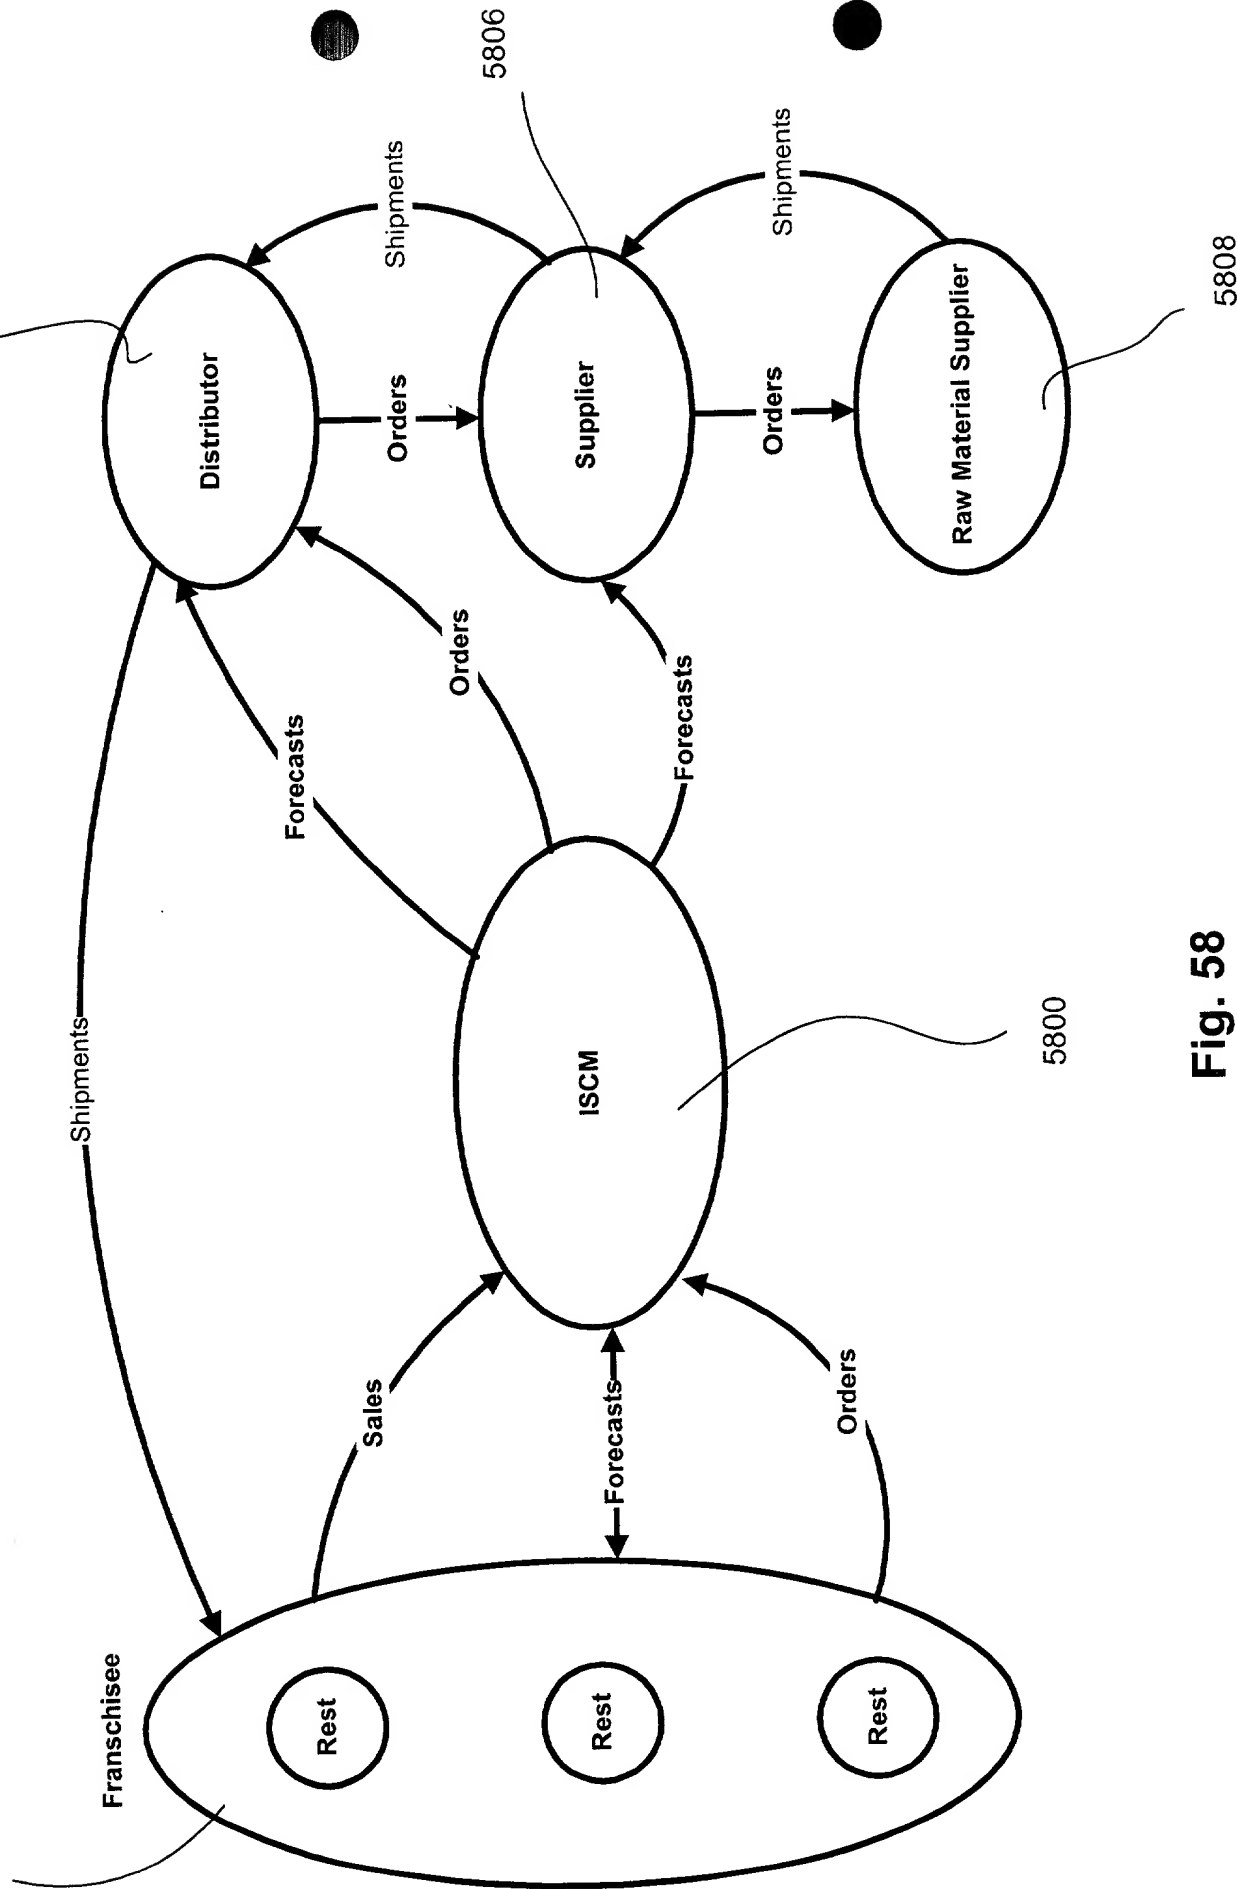 Franschisee
Rest
Rest
Rest
Shipments
Sales
Forecasts
Orders
ISCM
5800
Forecasts
Orders
Forecasts
Distributor
Orders
Shipments
Supplier
5806
Orders
Shipments
Raw Material Supplier
5808
Fig. 58